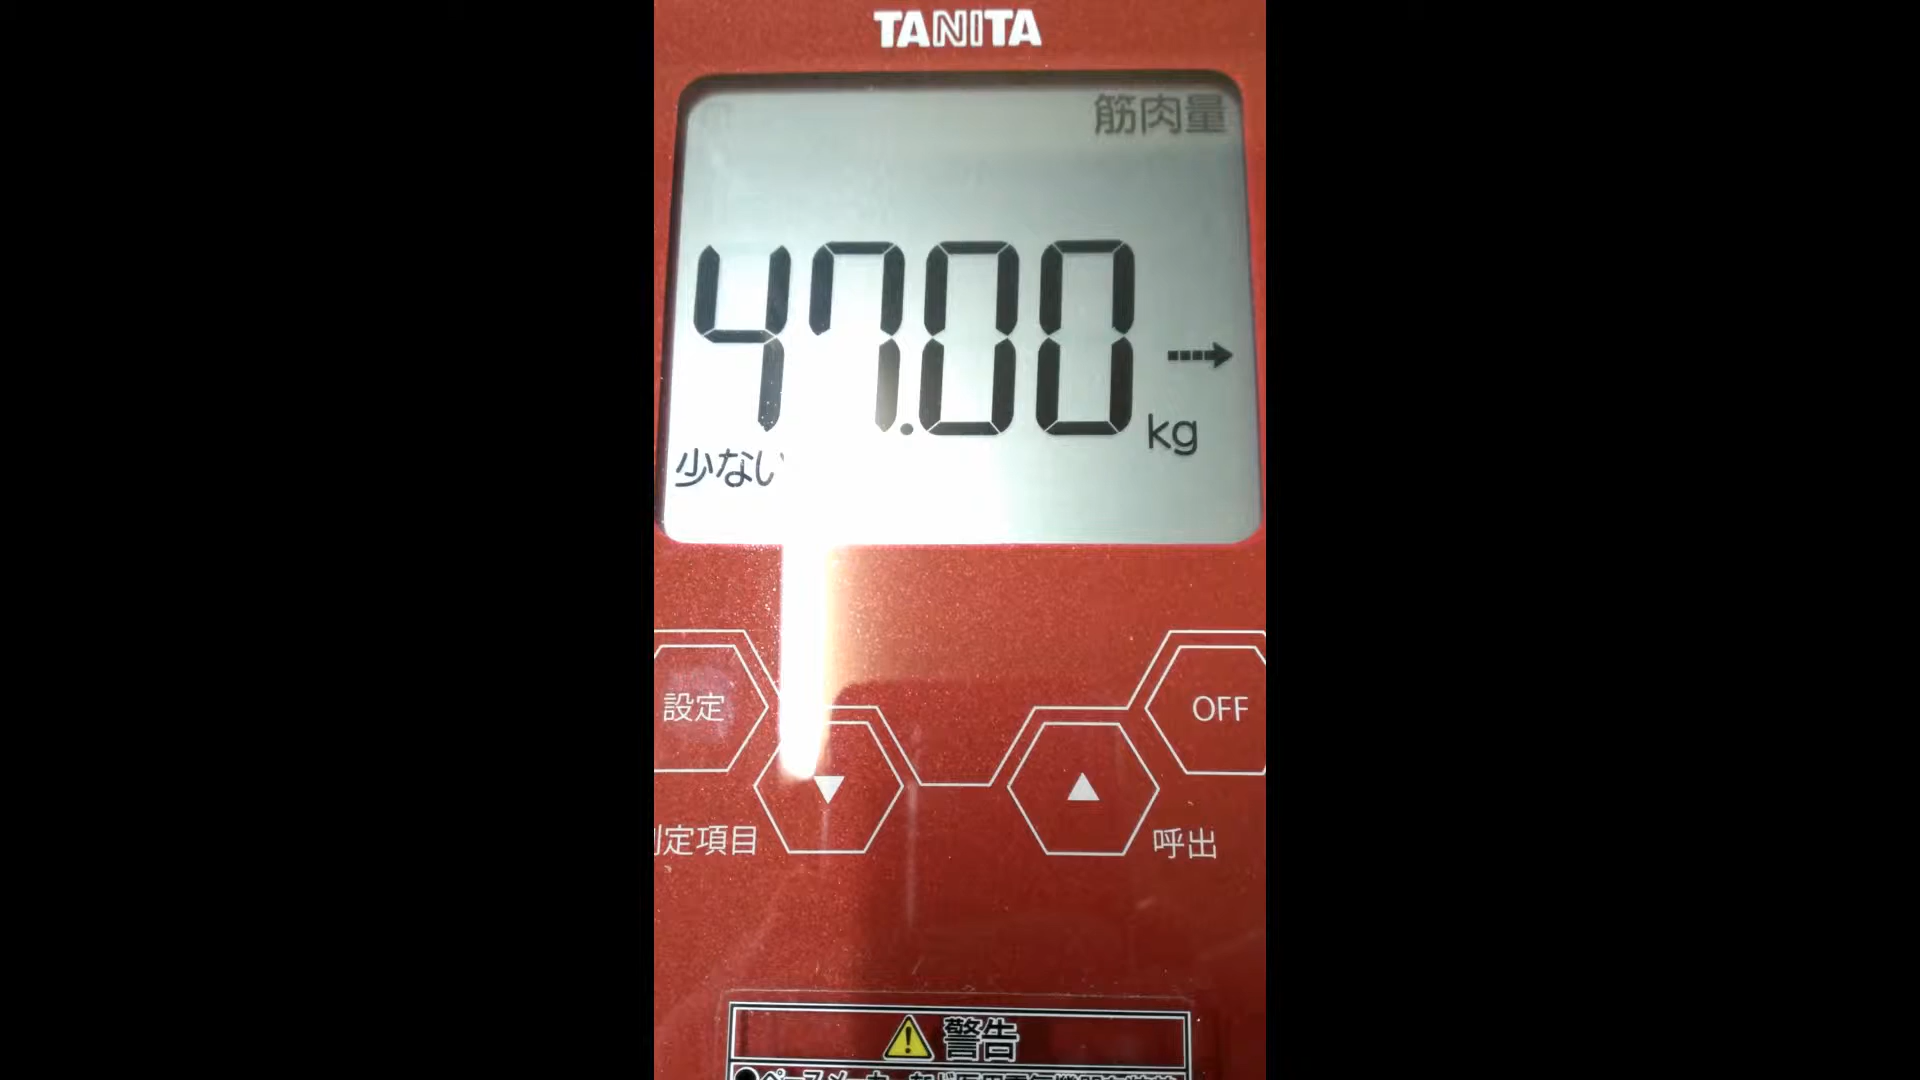 TANITA
筋肉量
47.00 kg
少ない
設定
OFF
定項目
呼出
警告